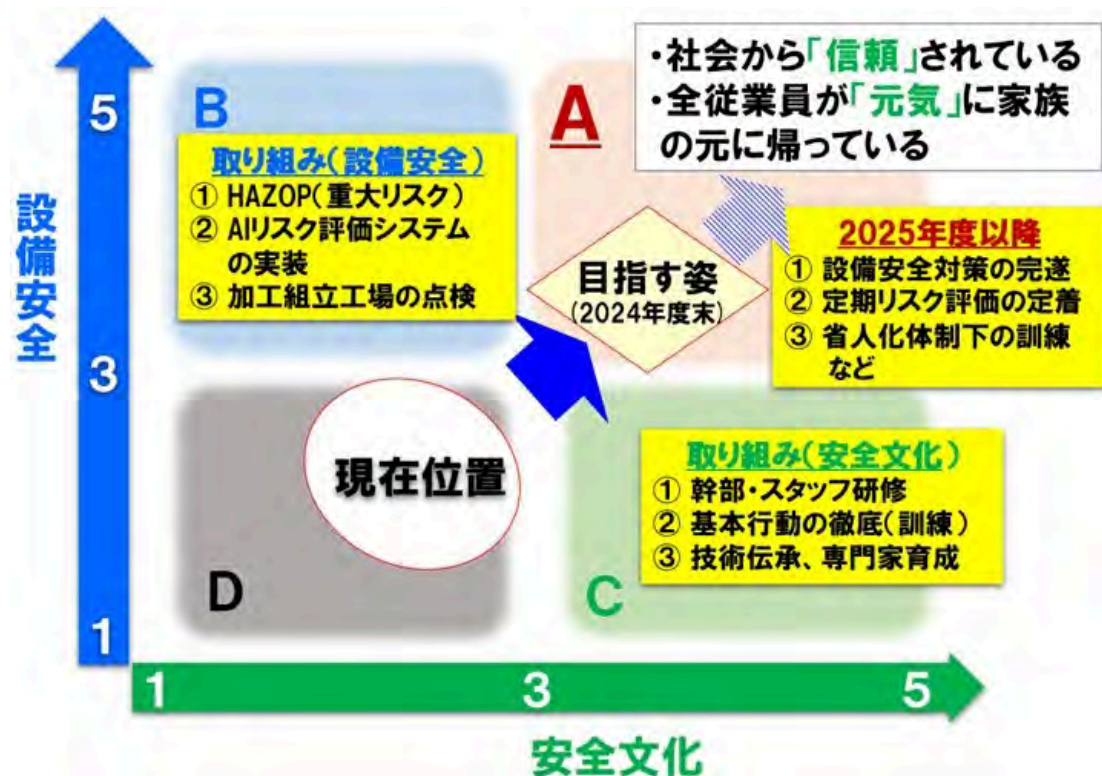 ・社会から「信頼」されている
・全従業員が「元気」に家族
の元に帰っている
5
B
A
取り組み(設備安全)
① HAZOP(重大リスク)
② AIリスク評価システム
の実装
③ 加工組立工場の点検
目指す姿
(2024年度末)
2025年度以降
① 設備安全対策の完遂
② 定期リスク評価の定着
③ 省人化体制下の訓練
など
設備安全
3
現在位置
取り組み(安全文化)
① 幹部・スタッフ研修
② 基本行動の徹底(訓練)
③ 技術伝承、専門家育成
D
C
1
1
3
5
安全文化